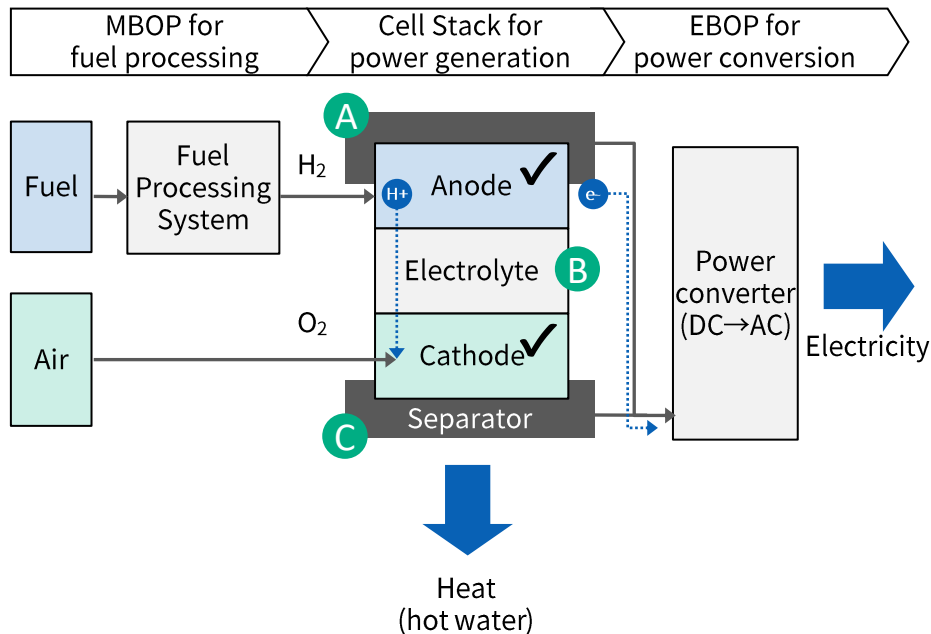 MBOP for
fuel processing
Cell Stack for
power generation
EBOP for
power conversion
A
Fuel
Fuel
Processing
System
H₂
H+
Anode
e-
Electrolyte
B
Power
converter
(DC→AC)
Electricity
Air
O₂
Cathode
Separator
C
Heat
(hot water)